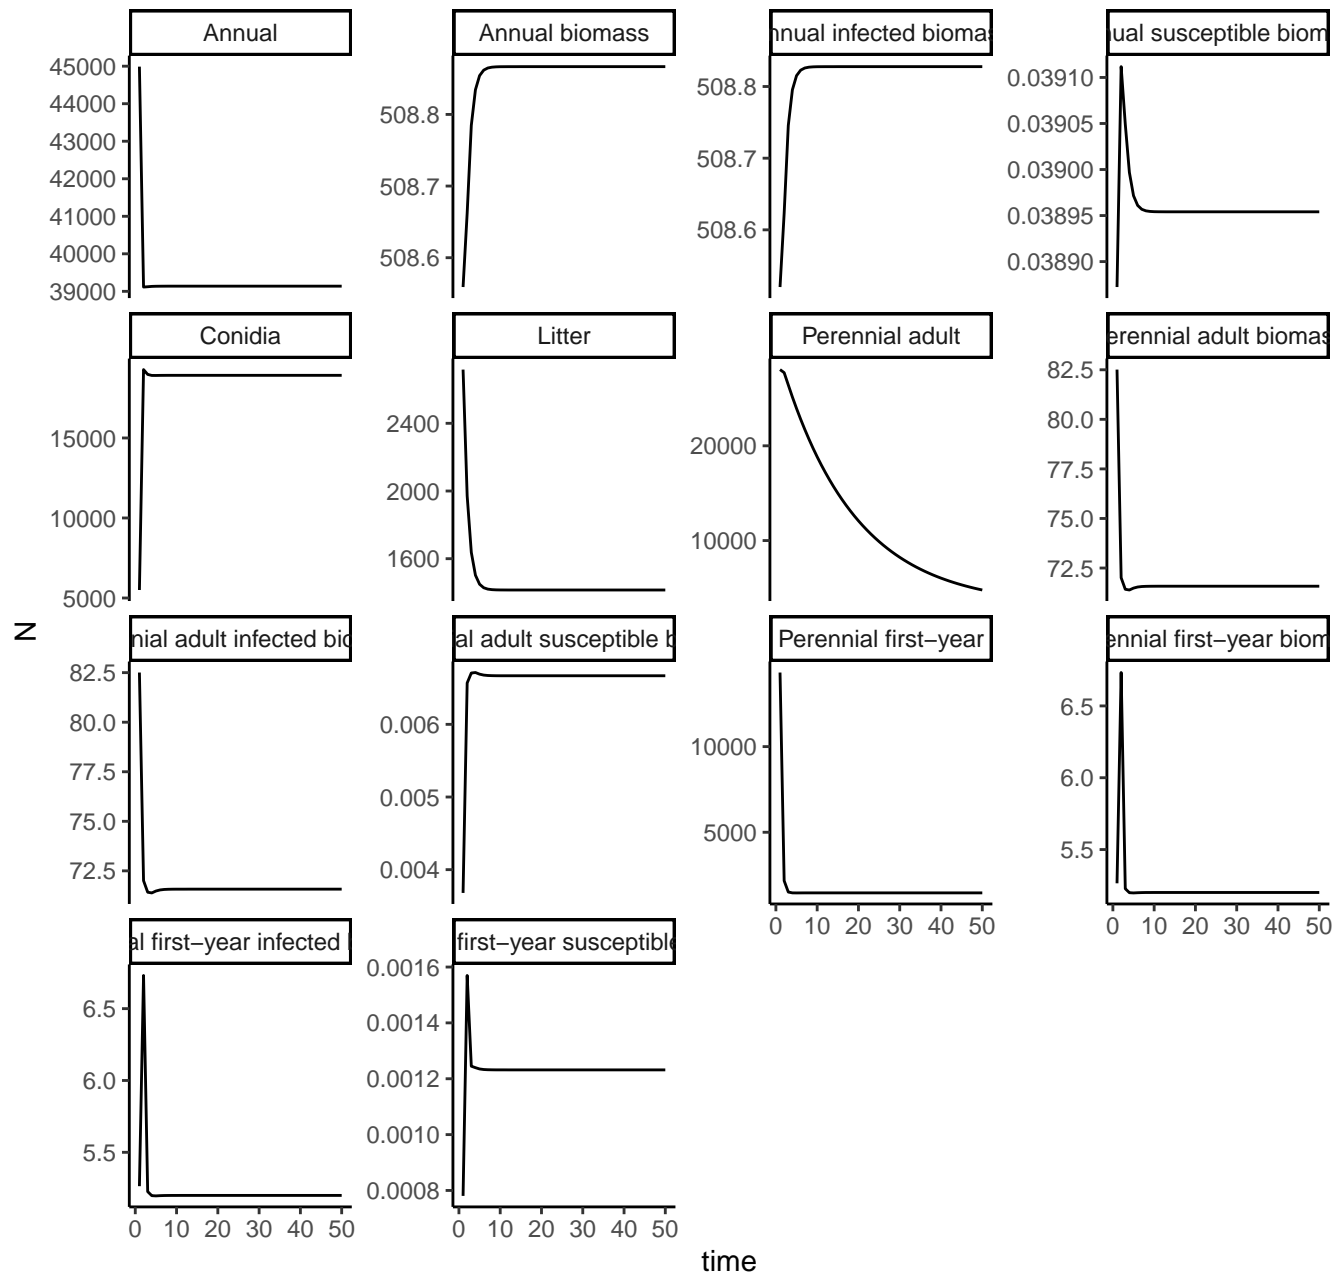 Annual
Annual biomass
nnual infected biomas
ual susceptible biom
45000
44000
43000
42000
41000
40000
39000
508.8
508.7
508.6
508.8
508.7
508.6
0.03910
0.03905
0.03900
0.03895
0.03890
Conidia
Litter
Perennial adult
erennial adult biomas
15000
10000
5000
2400
2000
1600
20000
10000
82.5
80.0
77.5
75.0
72.5
N
nial adult infected bio
al adult susceptible b
Perennial first−year
ennial first−year biom
82.5
80.0
77.5
75.0
72.5
0.006
0.005
0.004
10000
5000
6.5
6.0
5.5
0 10 20 30 40 50
0 10 20 30 40 50
al first−year infected
first−year susceptible
6.5
6.0
5.5
0.0016
0.0014
0.0012
0.0010
0.0008
0 10 20 30 40 50
0 10 20 30 40 50
time